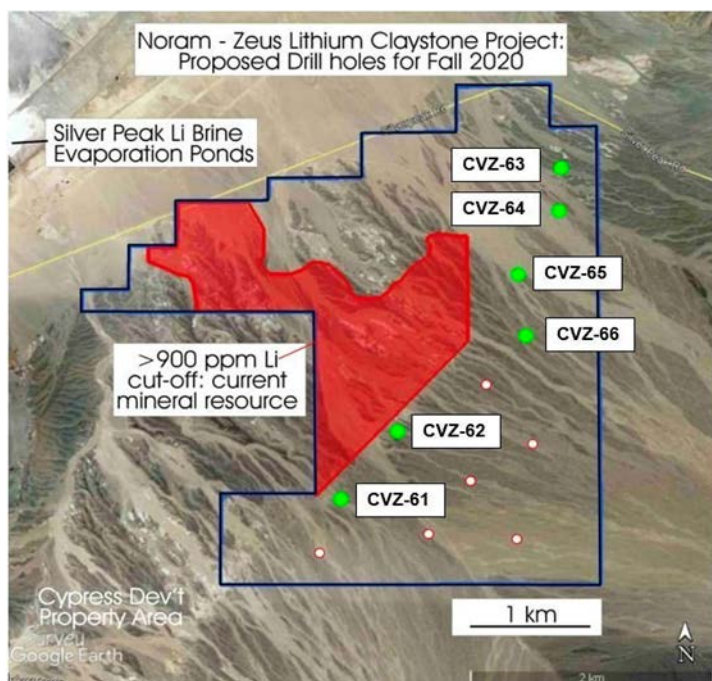 Noram - Zeus Lithium Claystone Project:
Proposed Drill holes for Fall 2020
Silver Peak Li Brine
Evaporation Ponds
CVZ-63
CVZ-64
CVZ-65
CVZ-66
>900 ppm Li
cut-off: current
mineral resource
CVZ-62
CVZ-61
Cypress Dev't
Property Area
Google Earth
1 km
2 km
N